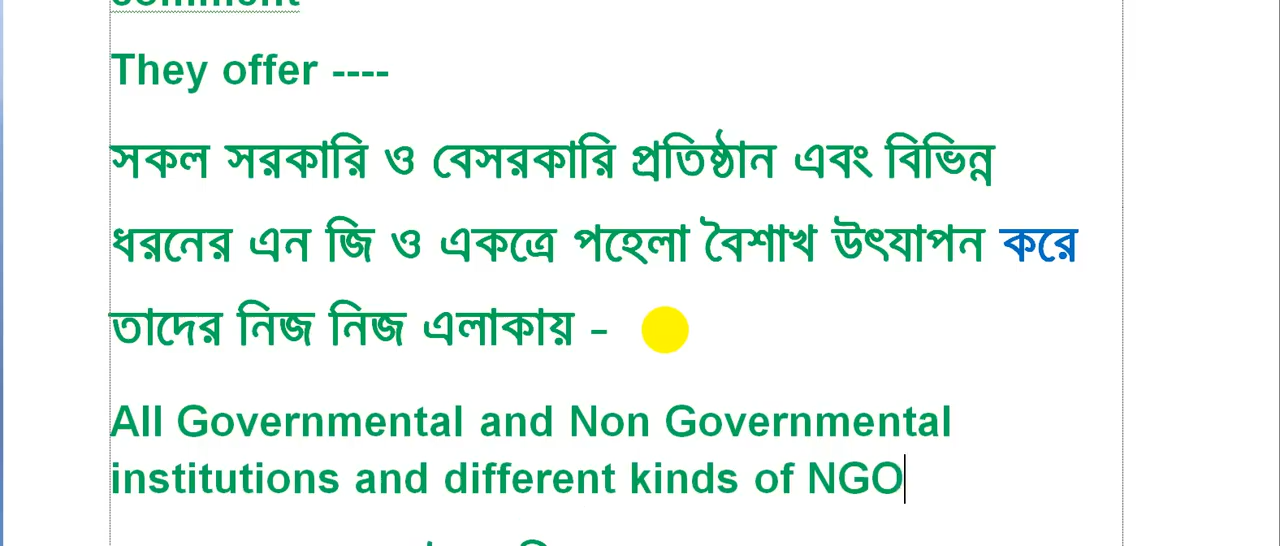 comment
They offer ----
সকল সরকারি ও বেসরকারি প্রতিষ্ঠান এবং বিভিন্ন
ধরনের এন জি ও একত্রে পহেলা বৈশাখ উৎযাপন করে
তাদের নিজ নিজ এলাকায় –
All Governmental and Non Governmental
institutions and different kinds of NGO